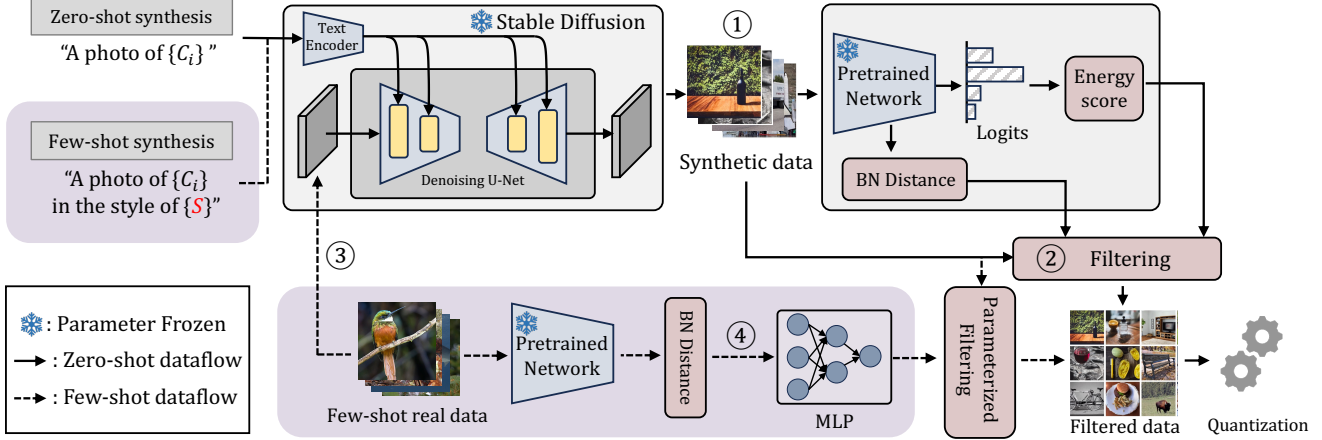 Zero-shot synthesis
“A photo of {C_i} ”
Few-shot synthesis
“A photo of {C_i}
in the style of {S}”
Text
Encoder
Stable Diffusion
Denoising U-Net
①
Synthetic data
Pretrained
Network
Logits
Energy
score
BN Distance
② Filtering
③
: Parameter Frozen
: Zero-shot dataflow
: Few-shot dataflow
Few-shot real data
Pretrained
Network
BN Distance
④
MLP
Parameterized
Filtering
Filtered data
Quantization